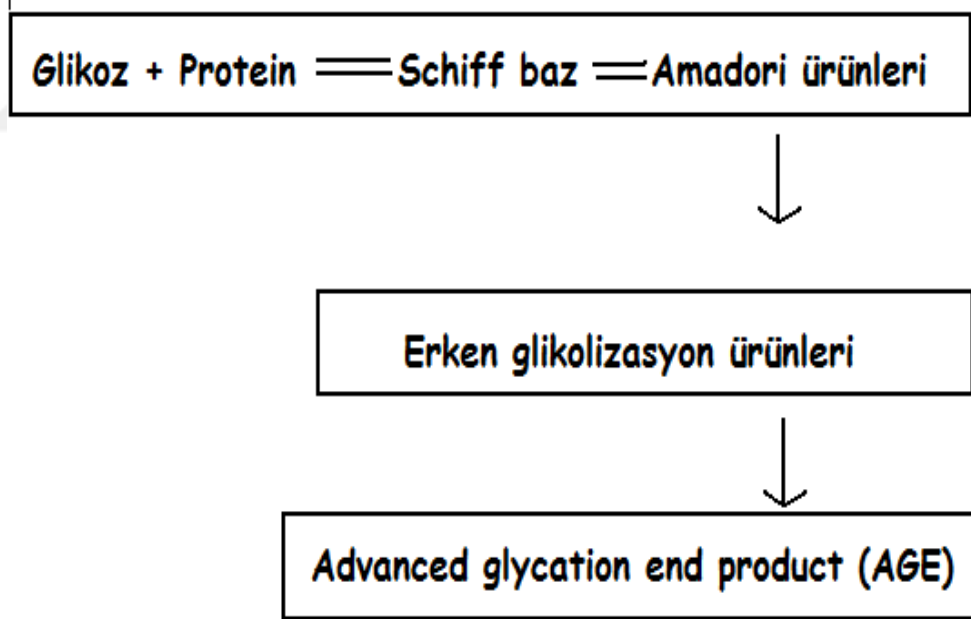 Glikoz + Protein == Schiff baz == Amadori ürünleri
Erken glikolizasyon ürünleri
Advanced glycation end product (AGE)